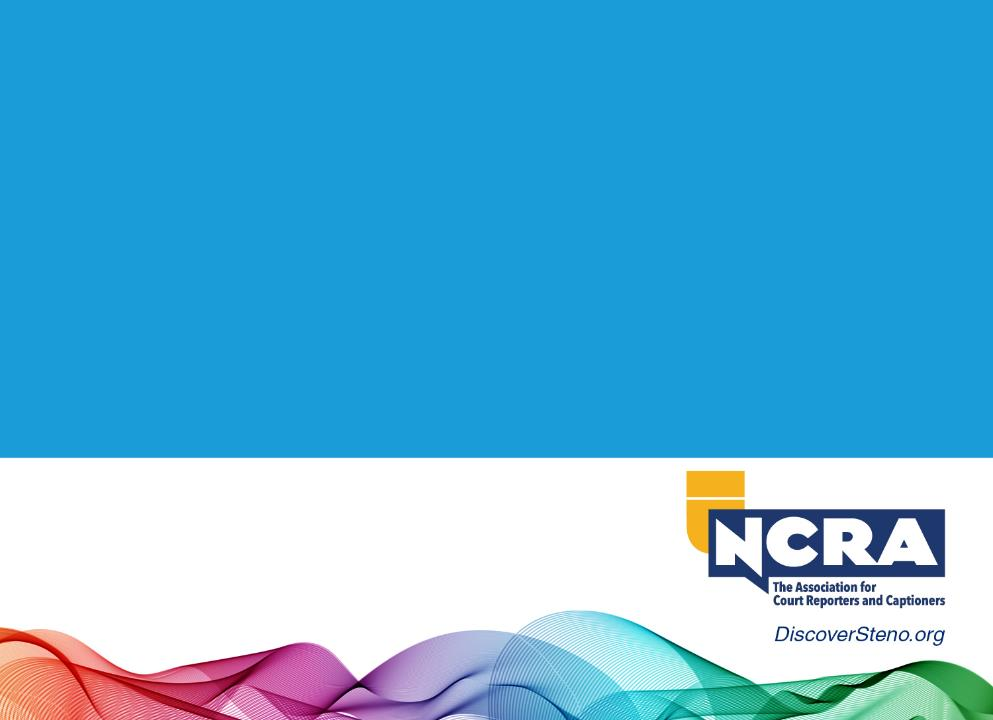 NCRA
The Association for
Court Reporters and Captioners
DiscoverSteno.org